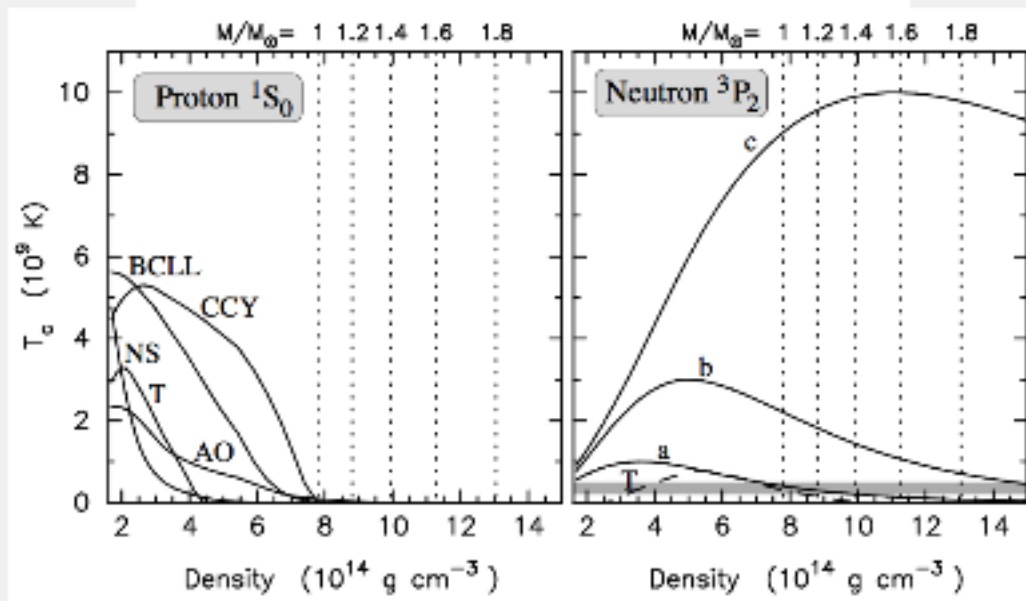 M/M⊙= 1 1.2 1.4 1.6 1.8
Proton ¹S₀
10
8
6
4
2
0
T_c (10⁹ K)
BCLL
CCY
NS
T
AO
2 4 6 8 10 12 14
Density (10¹⁴ g cm⁻³)
M/M⊙= 1 1.2 1.4 1.6 1.8
Neutron ³P₂
c
b
a
T
2 4 6 8 10 12 14
Density (10¹⁴ g cm⁻³)